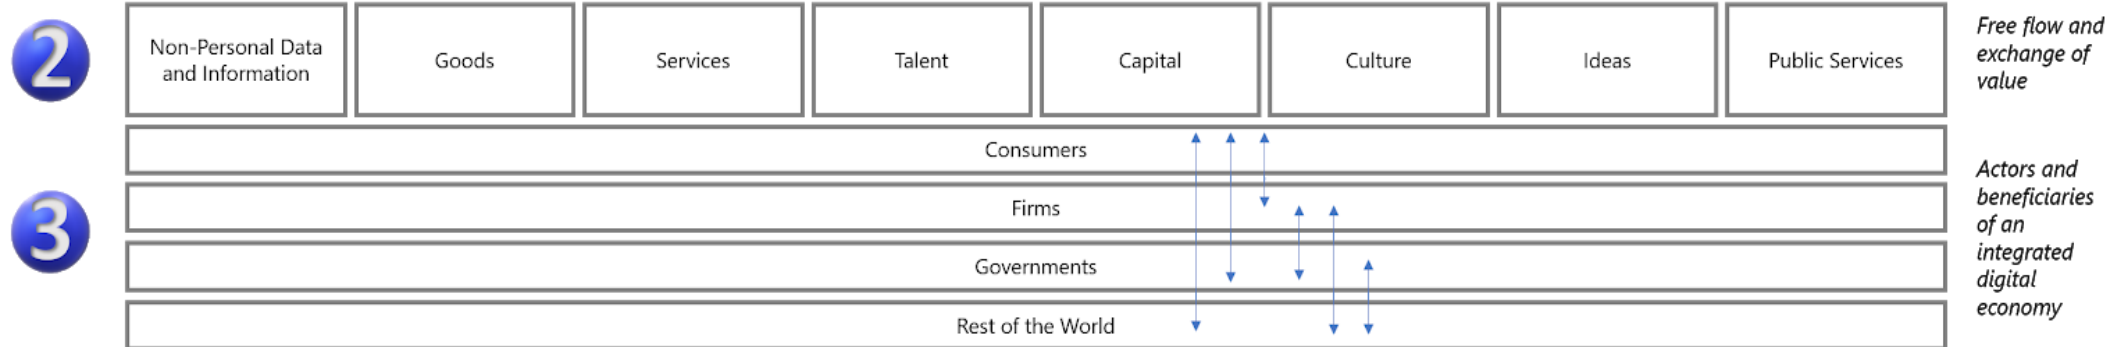 2
Non-Personal Data
and Information
Goods
Services
Talent
Capital
Culture
Ideas
Public Services
Free flow and
exchange of
value
3
Consumers
Firms
Governments
Rest of the World
Actors and
beneficiaries
of an
integrated
digital
economy